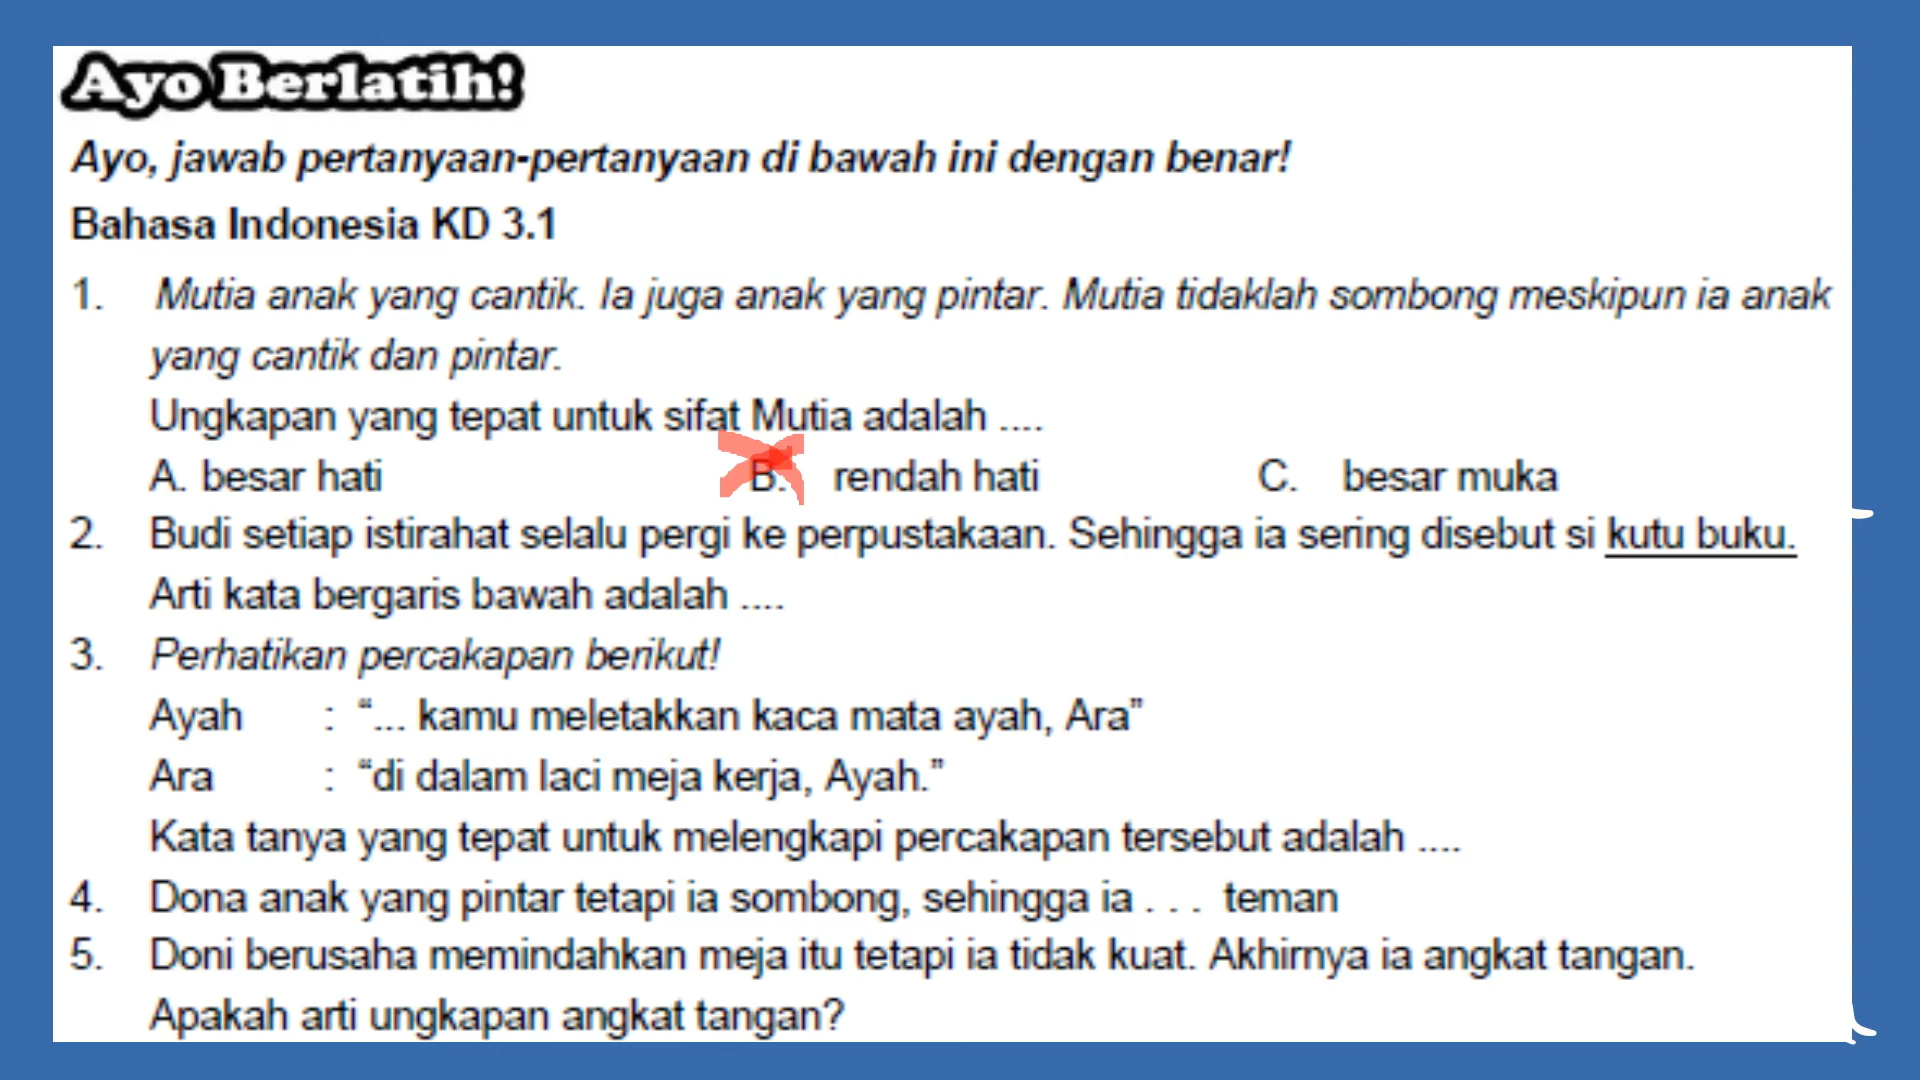 Ayo Berlatih!
Ayo, jawab pertanyaan-pertanyaan di bawah ini dengan benar!
Bahasa Indonesia KD 3.1
1. Mutia anak yang cantik. Ia juga anak yang pintar. Mutia tidaklah sombong meskipun ia anak
yang cantik dan pintar.
Ungkapan yang tepat untuk sifat Mutia adalah ....
A. besar hati B. rendah hati C. besar muka
2. Budi setiap istirahat selalu pergi ke perpustakaan. Sehingga ia sering disebut si kutu buku.
Arti kata bergaris bawah adalah ....
3. Perhatikan percakapan berikut!
Ayah : “... kamu meletakkan kaca mata ayah, Ara”
Ara : “di dalam laci meja kerja, Ayah.”
Kata tanya yang tepat untuk melengkapi percakapan tersebut adalah ....
4. Dona anak yang pintar tetapi ia sombong, sehingga ia . . . teman
5. Doni berusaha memindahkan meja itu tetapi ia tidak kuat. Akhirnya ia angkat tangan.
Apakah arti ungkapan angkat tangan?